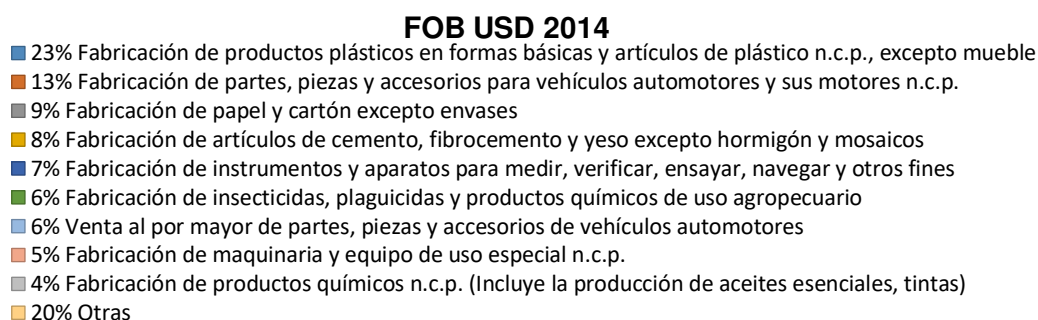 FOB USD 2014
23% Fabricación de productos plásticos en formas básicas y artículos de plástico n.c.p., excepto mueble
13% Fabricación de partes, piezas y accesorios para vehículos automotores y sus motores n.c.p.
9% Fabricación de papel y cartón excepto envases
8% Fabricación de artículos de cemento, fibrocemento y yeso excepto hormigón y mosaicos
7% Fabricación de instrumentos y aparatos para medir, verificar, ensayar, navegar y otros fines
6% Fabricación de insecticidas, plaguicidas y productos químicos de uso agropecuario
6% Venta al por mayor de partes, piezas y accesorios de vehículos automotores
5% Fabricación de maquinaria y equipo de uso especial n.c.p.
4% Fabricación de productos químicos n.c.p. (Incluye la producción de aceites esenciales, tintas)
20% Otras